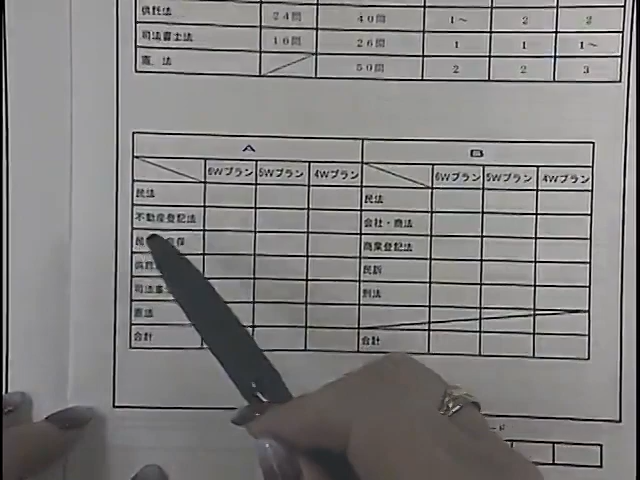 供託法 24問 40問 1～ 2 2
司法書士法 16問 26問 1 1 1～
憲法 50問 2 2 3
A B
6Wプラン 5Wプラン 4Wプラン 6Wプラン 5Wプラン 4Wプラン
民法 民法
不動産登記法 会社・商法
商業登記法
供託 民訴
司法書 刑法
憲法
合計 合計